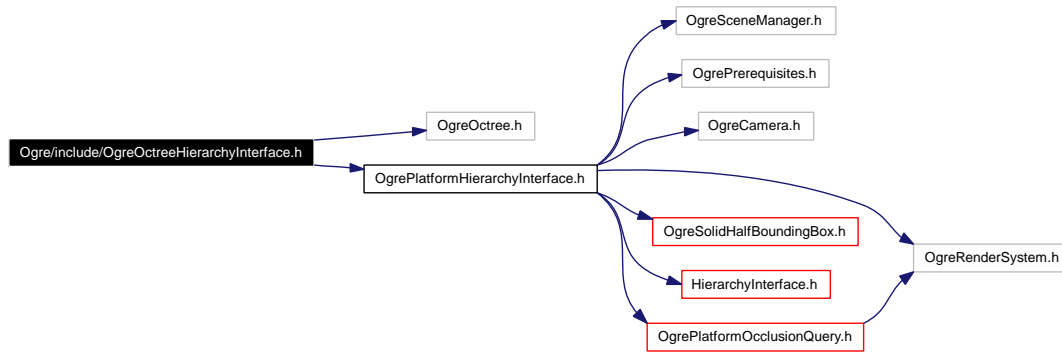 OgreSceneManager.h
OgrePrerequisites.h
OgreOctree.h
OgreCamera.h
Ogre/include/OgreOctreeHierarchyInterface.h
OgrePlatformHierarchyInterface.h
OgreSolidHalfBoundingBox.h
OgreRenderSystem.h
HierarchyInterface.h
OgrePlatformOcclusionQuery.h